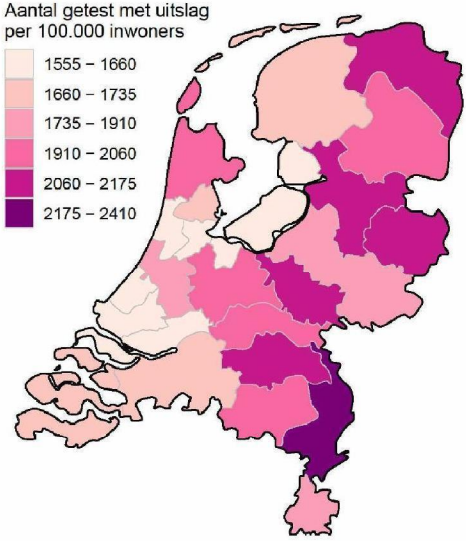 Aantal getest met uitslag
per 100.000 inwoners
1555 − 1660
1660 − 1735
1735 − 1910
1910 − 2060
2060 − 2175
2175 − 2410